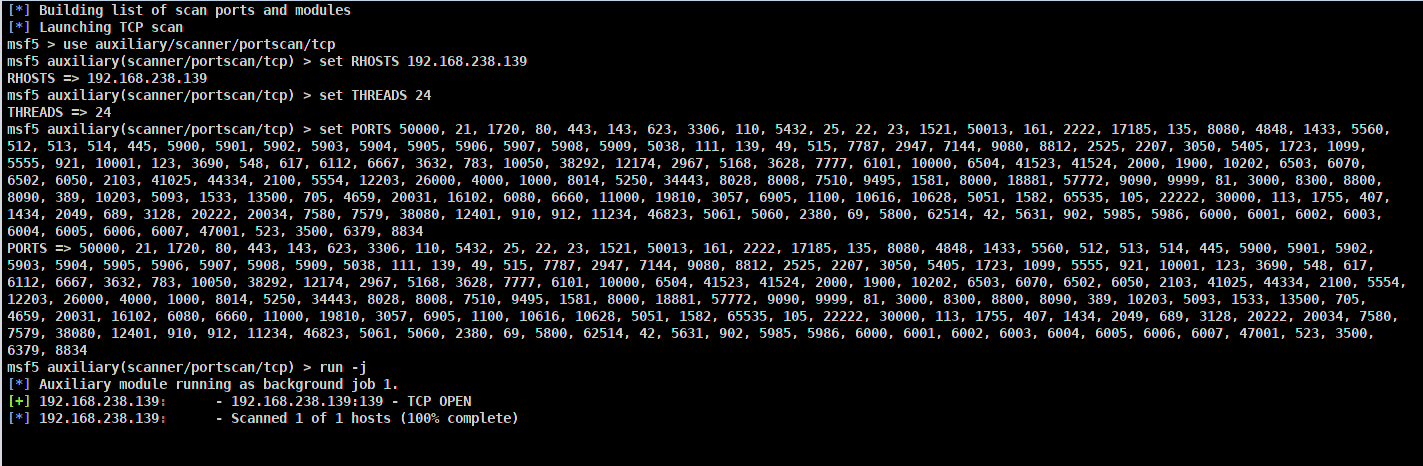 [*] Building list of scan ports and modules
[*] Launching TCP scan
msf5 > use auxiliary/scanner/portscan/tcp
msf5 auxiliary(scanner/portscan/tcp) > set RHOSTS 192.168.238.139
RHOSTS => 192.168.238.139
msf5 auxiliary(scanner/portscan/tcp) > set THREADS 24
THREADS => 24
msf5 auxiliary(scanner/portscan/tcp) > set PORTS 50000, 21, 1720, 80, 443, 143, 623, 3306, 110, 5432, 25, 22, 23, 1521, 50013, 161, 2222, 17185, 135, 8080, 4848, 1433, 5560,
512, 513, 514, 445, 5900, 5901, 5902, 5903, 5904, 5905, 5906, 5907, 5908, 5909, 5038, 111, 139, 49, 515, 7787, 2947, 7144, 9080, 8812, 2525, 2207, 3050, 5405, 1723, 1099,
5555, 921, 10001, 123, 3690, 548, 617, 6112, 6667, 3632, 783, 10050, 38292, 12174, 2967, 5168, 3628, 7777, 6101, 10000, 6504, 41523, 41524, 2000, 1900, 10202, 6503, 6070,
6502, 6050, 2103, 41025, 44334, 2100, 5554, 12203, 26000, 4000, 1000, 8014, 5250, 34443, 8028, 8008, 7510, 9495, 1581, 8000, 18881, 57772, 9090, 9999, 81, 3000, 8300, 8800,
8090, 389, 10203, 5093, 1533, 13500, 705, 4659, 20031, 16102, 6080, 6660, 11000, 19810, 3057, 6905, 1100, 10616, 10628, 5051, 1582, 65535, 105, 22222, 30000, 113, 1755, 407,
1434, 2049, 689, 3128, 20222, 20034, 7580, 7579, 38080, 12401, 910, 912, 11234, 46823, 5061, 5060, 2380, 69, 5800, 62514, 42, 5631, 902, 5985, 5986, 6000, 6001, 6002, 6003,
6004, 6005, 6006, 6007, 47001, 523, 3500, 6379, 8834
PORTS => 50000, 21, 1720, 80, 443, 143, 623, 3306, 110, 5432, 25, 22, 23, 1521, 50013, 161, 2222, 17185, 135, 8080, 4848, 1433, 5560, 512, 513, 514, 445, 5900, 5901, 5902,
5903, 5904, 5905, 5906, 5907, 5908, 5909, 5038, 111, 139, 49, 515, 7787, 2947, 7144, 9080, 8812, 2525, 2207, 3050, 5405, 1723, 1099, 5555, 921, 10001, 123, 3690, 548, 617,
6112, 6667, 3632, 783, 10050, 38292, 12174, 2967, 5168, 3628, 7777, 6101, 10000, 6504, 41523, 41524, 2000, 1900, 10202, 6503, 6070, 6502, 6050, 2103, 41025, 44334, 2100, 5554,
12203, 26000, 4000, 1000, 8014, 5250, 34443, 8028, 8008, 7510, 9495, 1581, 8000, 18881, 57772, 9090, 9999, 81, 3000, 8300, 8800, 8090, 389, 10203, 5093, 1533, 13500, 705,
4659, 20031, 16102, 6080, 6660, 11000, 19810, 3057, 6905, 1100, 10616, 10628, 5051, 1582, 65535, 105, 22222, 30000, 113, 1755, 407, 1434, 2049, 689, 3128, 20222, 20034, 7580,
7579, 38080, 12401, 910, 912, 11234, 46823, 5061, 5060, 2380, 69, 5800, 62514, 42, 5631, 902, 5985, 5986, 6000, 6001, 6002, 6003, 6004, 6005, 6006, 6007, 47001, 523, 3500,
6379, 8834
msf5 auxiliary(scanner/portscan/tcp) > run -j
[*] Auxiliary module running as background job 1.
[+] 192.168.238.139:      - 192.168.238.139:139 - TCP OPEN
[*] 192.168.238.139:      - Scanned 1 of 1 hosts (100% complete)